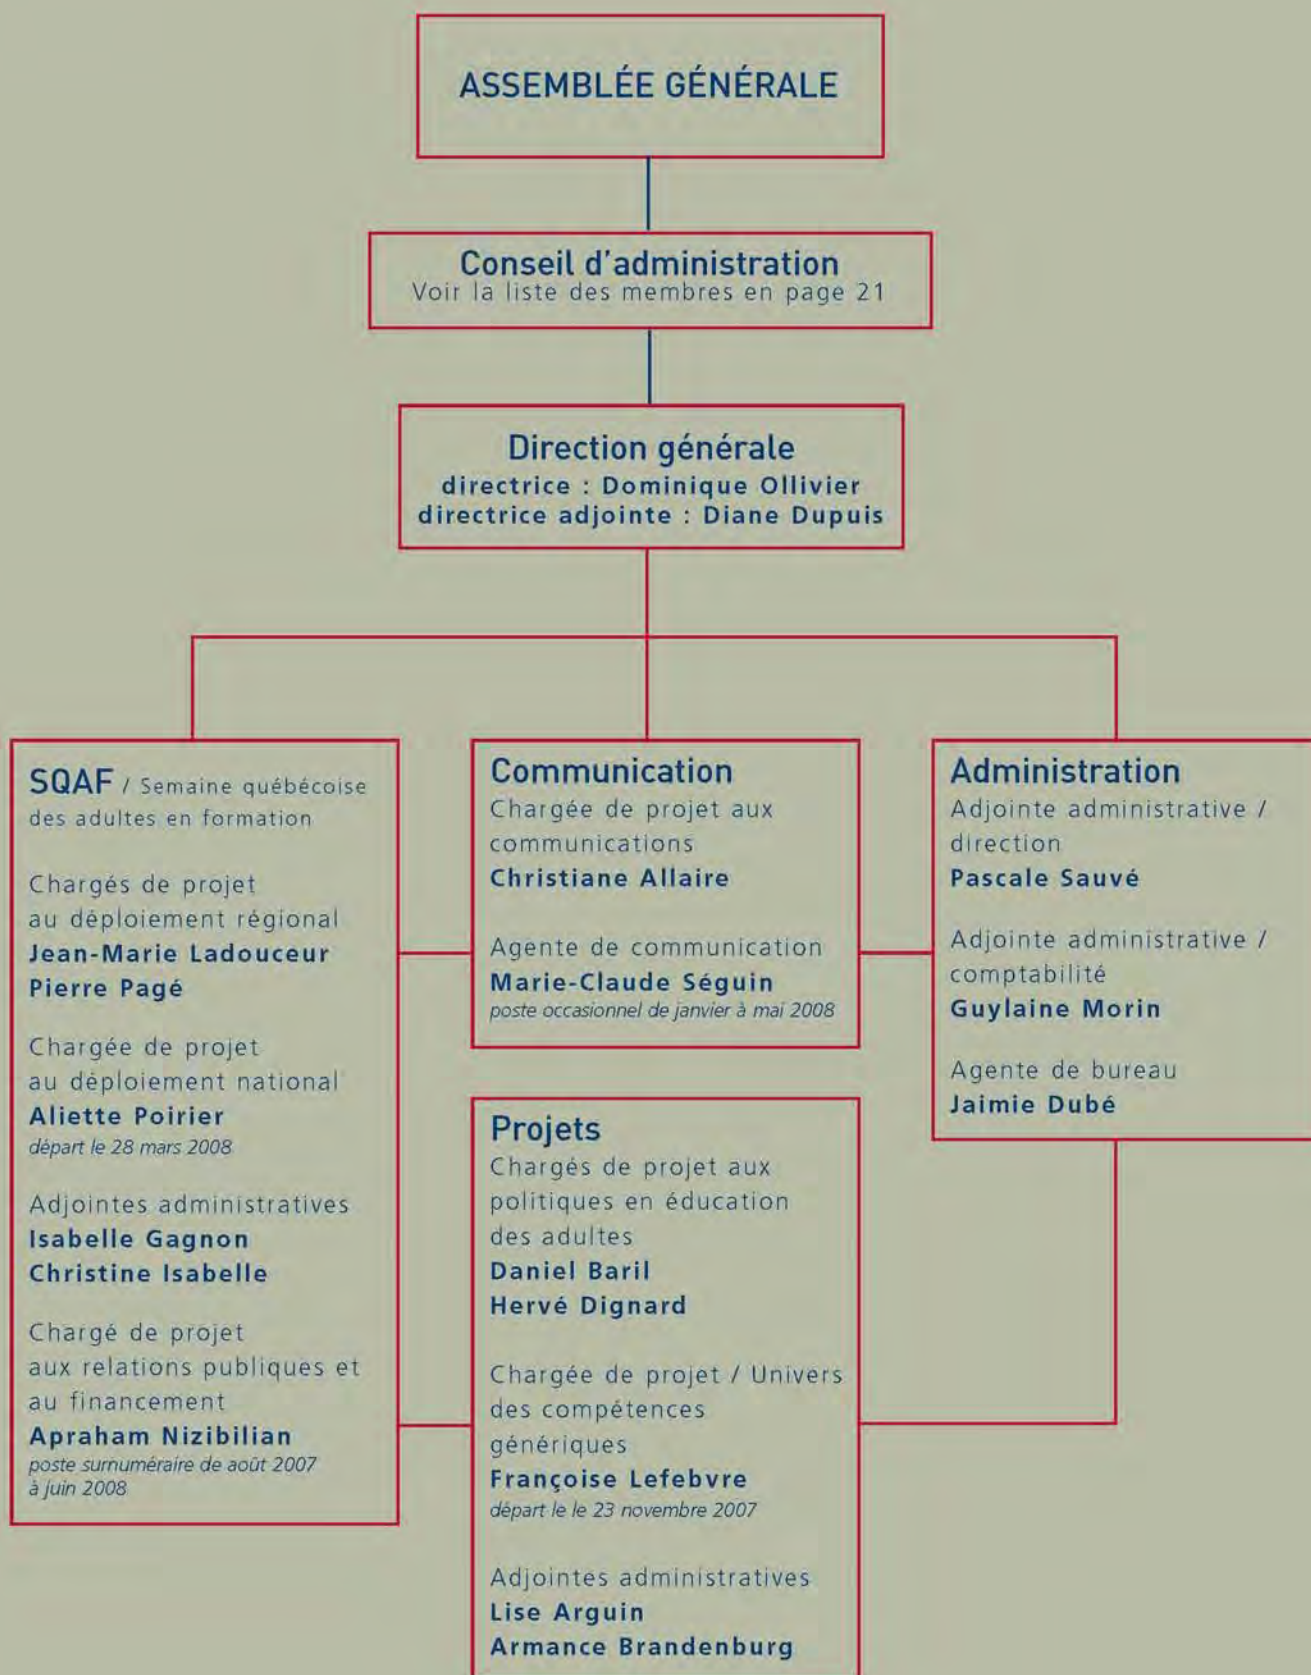 ASSEMBLÉE GÉNÉRALE
Conseil d'administration
Voir la liste des membres en page 21
Direction générale
directrice : Dominique Ollivier
directrice adjointe : Diane Dupuis
SQAF / Semaine québécoise
des adultes en formation
Chargés de projet
au déploiement régional
Jean-Marie Ladouceur
Pierre Pagé
Chargée de projet
au déploiement national
Aliette Poirier
départ le 28 mars 2008
Adjointes administratives
Isabelle Gagnon
Christine Isabelle
Chargé de projet
aux relations publiques et
au financement
Apraham Nizibilian
poste surnuméraire de août 2007
à juin 2008
Communication
Chargée de projet aux
communications
Christiane Allaire
Agente de communication
Marie-Claude Séguin
poste occasionnel de janvier à mai 2008
Projets
Chargés de projet aux
politiques en éducation
des adultes
Daniel Baril
Hervé Dignard
Chargée de projet / Univers
des compétences
génériques
Françoise Lefebvre
départ le le 23 novembre 2007
Adjointes administratives
Lise Arguin
Armance Brandenburg
Administration
Adjointe administrative /
direction
Pascale Sauvé
Adjointe administrative /
comptabilité
Guylaine Morin
Agente de bureau
Jaimie Dubé